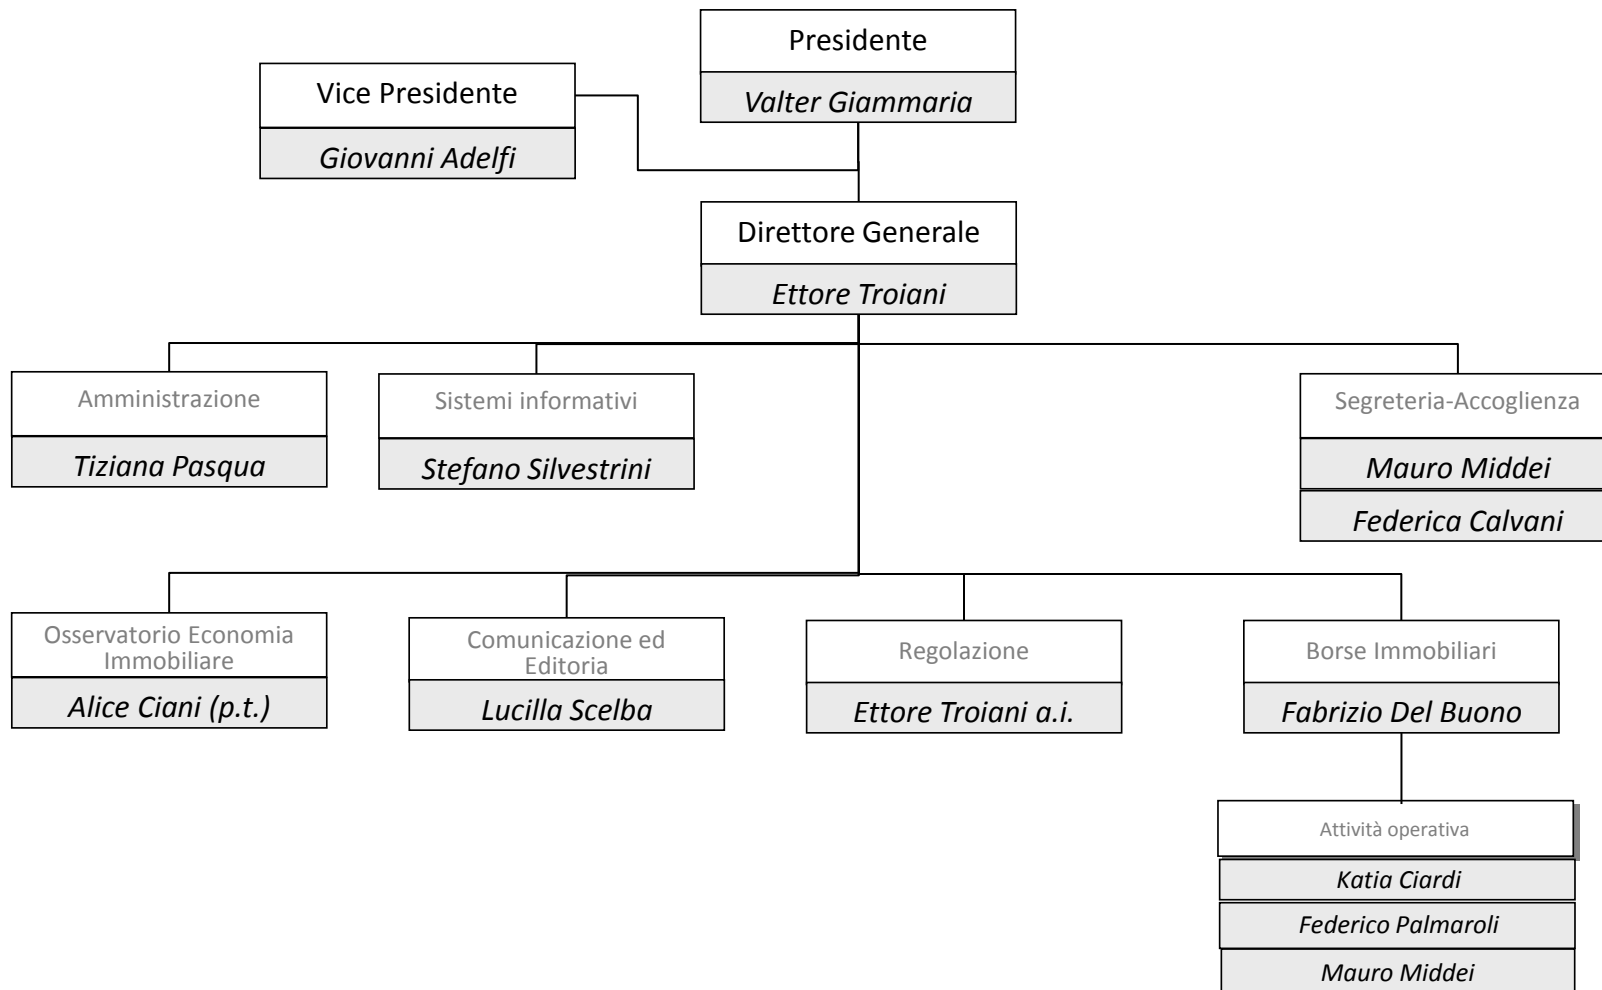 Presidente
Valter Giammaria
Vice Presidente
Giovanni Adelfi
Direttore Generale
Ettore Troiani
Amministrazione
Tiziana Pasqua
Sistemi informativi
Stefano Silvestrini
Segreteria-Accoglienza
Mauro Middei
Federica Calvani
Osservatorio Economia
Immobiliare
Alice Ciani (p.t.)
Comunicazione ed
Editoria
Lucilla Scelba
Regolazione
Ettore Troiani a.i.
Borse Immobiliari
Fabrizio Del Buono
Attività operativa
Katia Ciardi
Federico Palmaroli
Mauro Middei